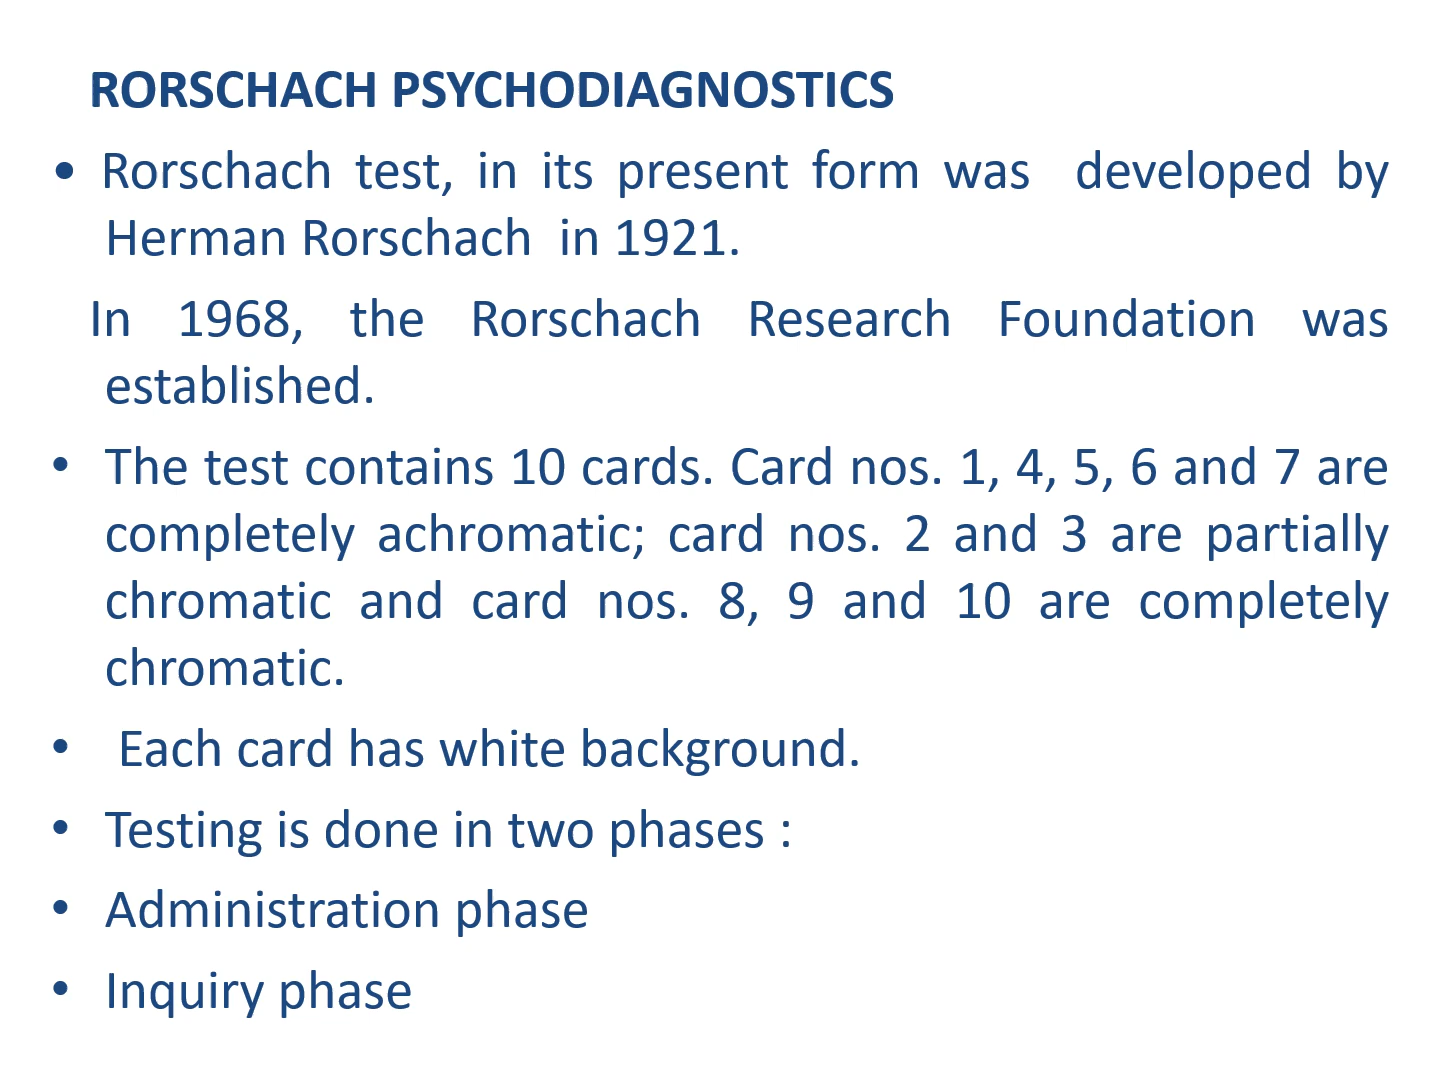 RORSCHACH PSYCHODIAGNOSTICS
• Rorschach test, in its present form was developed by
Herman Rorschach in 1921.
In 1968, the Rorschach Research Foundation was
established.
• The test contains 10 cards. Card nos. 1, 4, 5, 6 and 7 are
completely achromatic; card nos. 2 and 3 are partially
chromatic and card nos. 8, 9 and 10 are completely
chromatic.
• Each card has white background.
• Testing is done in two phases :
• Administration phase
• Inquiry phase